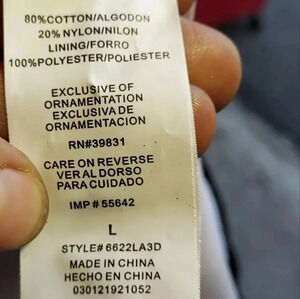 80%COTTON/ALGODON
20% NYLON/NILON
LINING/FORRO
100%POLYESTER/POLIESTER
EXCLUSIVE OF
ORNAMENTATION
EXCLUSIVA DE
ORNAMENTACION
RN#39831
CARE ON REVERSE
VER AL DORSO
PARA CUIDADO
IMP # 55642
L
STYLE# 6622LA3D
MADE IN CHINA
HECHO EN CHINA
030121921052